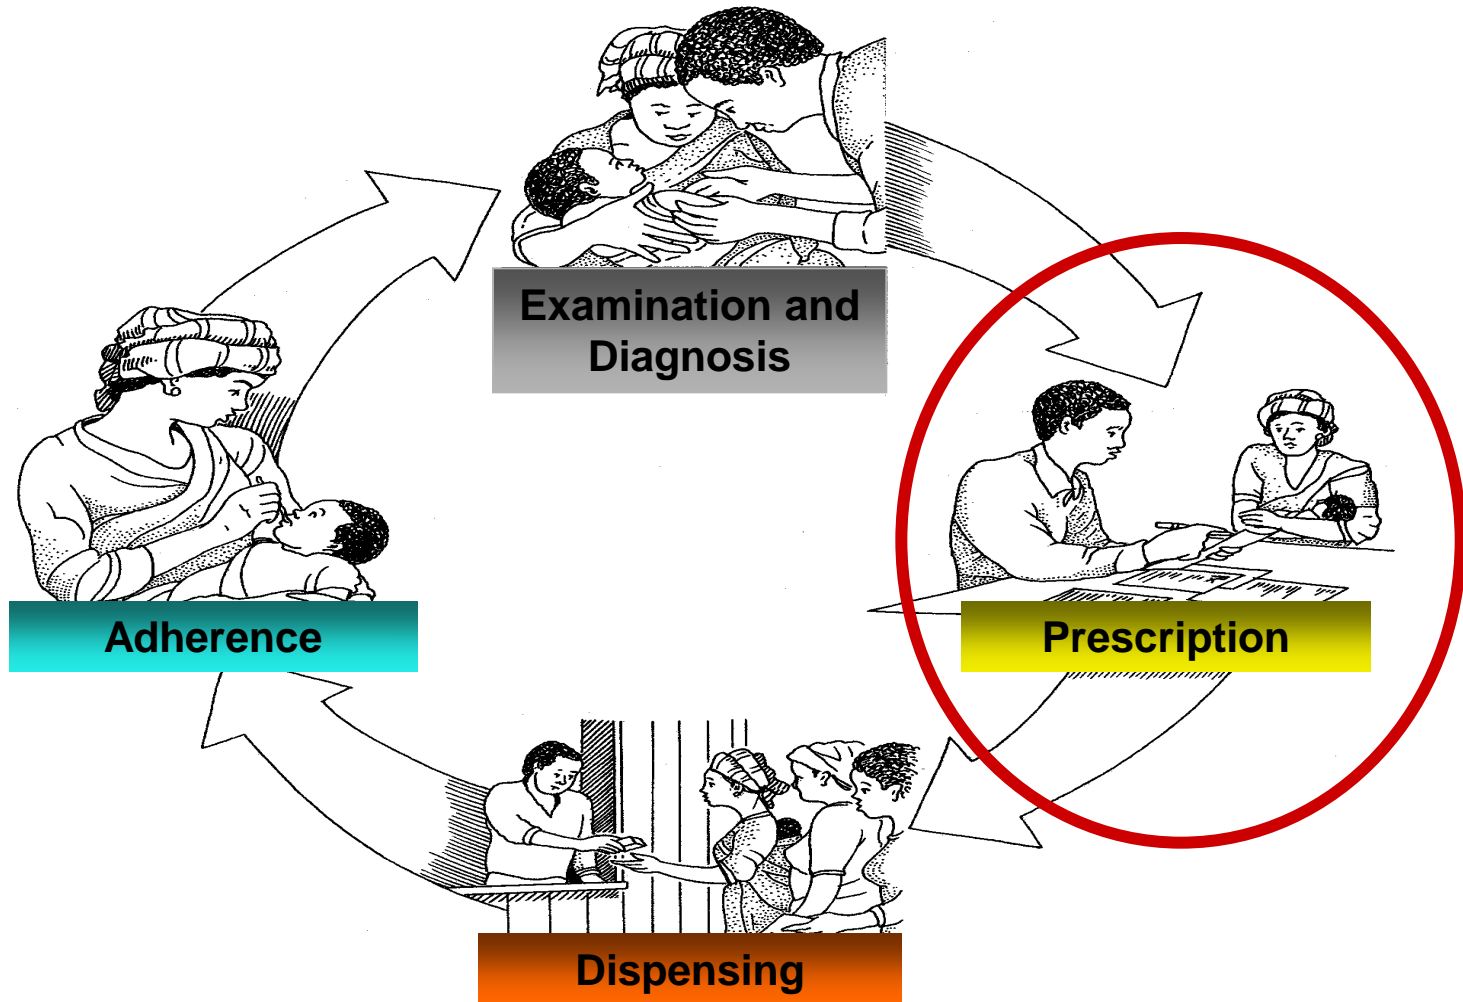 Examination and
Diagnosis
Adherence
Prescription
Dispensing